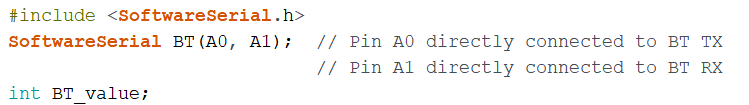 #include <SoftwareSerial.h>
SoftwareSerial BT(A0, A1);  // Pin A0 directly connected to BT TX
// Pin A1 directly connected to BT RX
int BT_value;